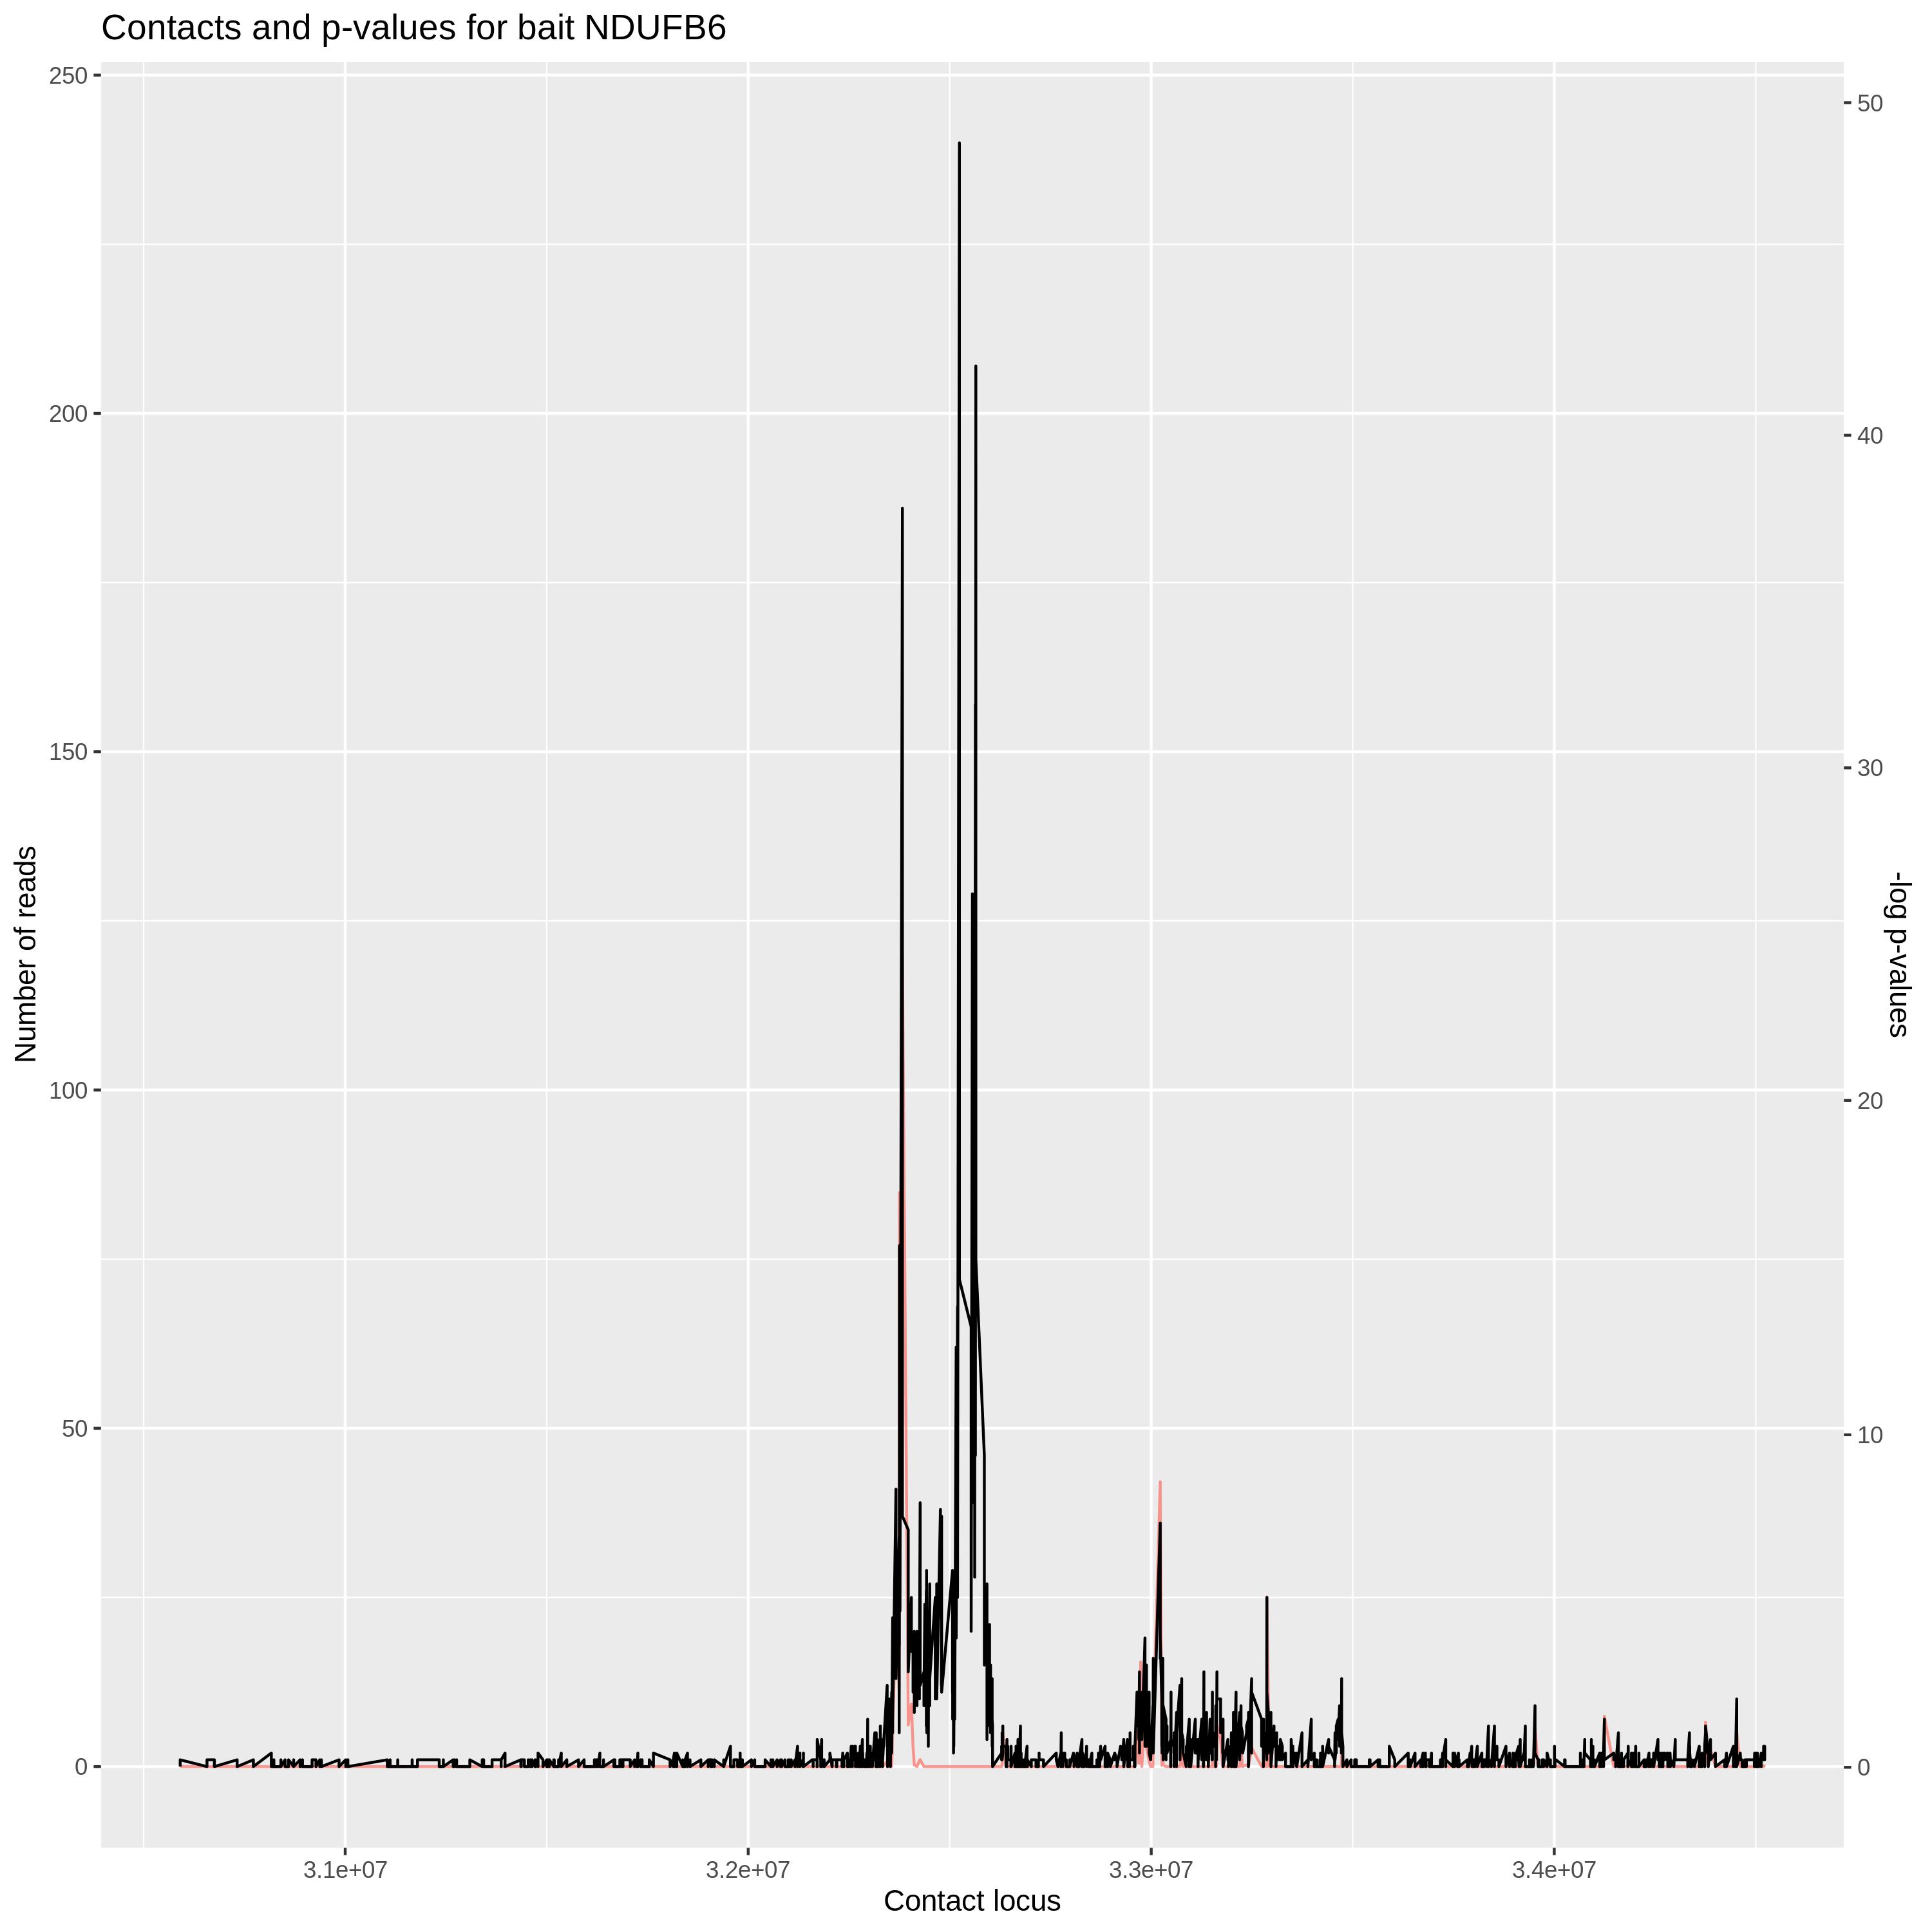 Contacts and p-values for bait NDUFB6
250
200
150
100
50
0
Number of reads
50
40
30
20
10
0
-log p-values
3.1e+07
3.2e+07
3.3e+07
3.4e+07
Contact locus